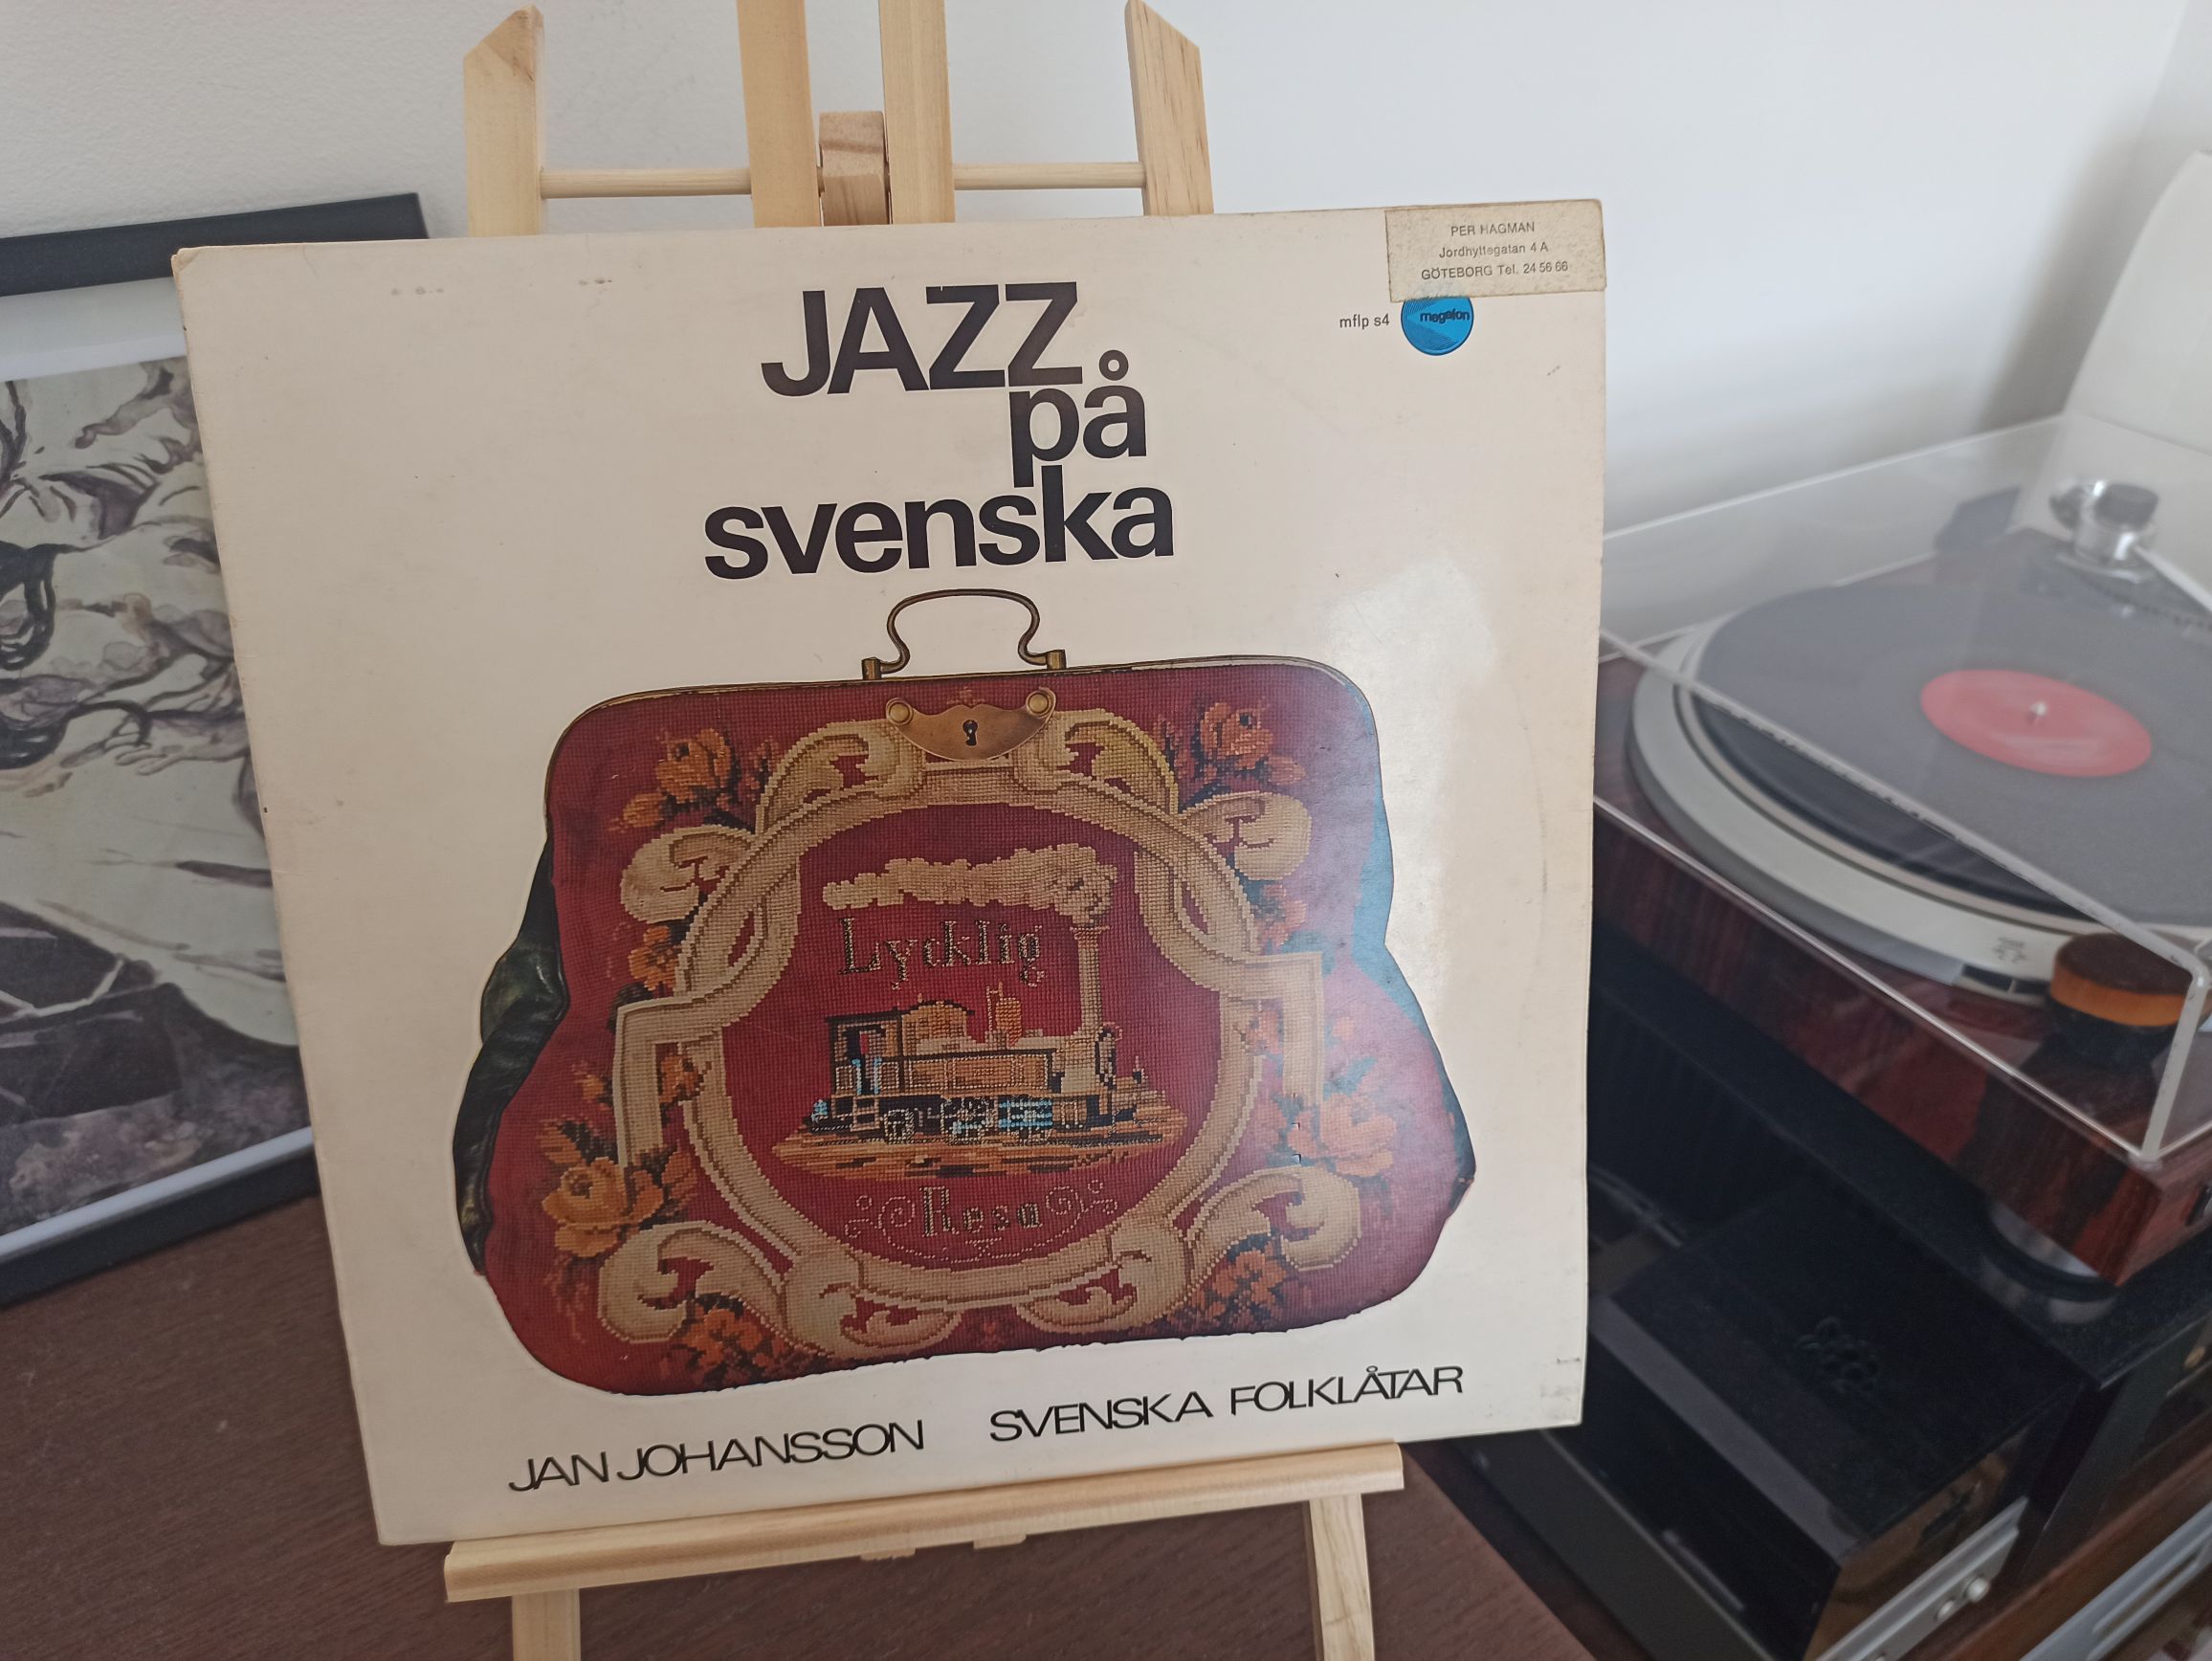 PER HAGMAN
Jordhyttegatan 4 A
GÖTEBORG Tel. 24 56 66
mflp s4
megafon
JAZZ
på
svenska
Lycklig
Resa
JAN JOHANSSON SVENSKA FOLKLÅTAR